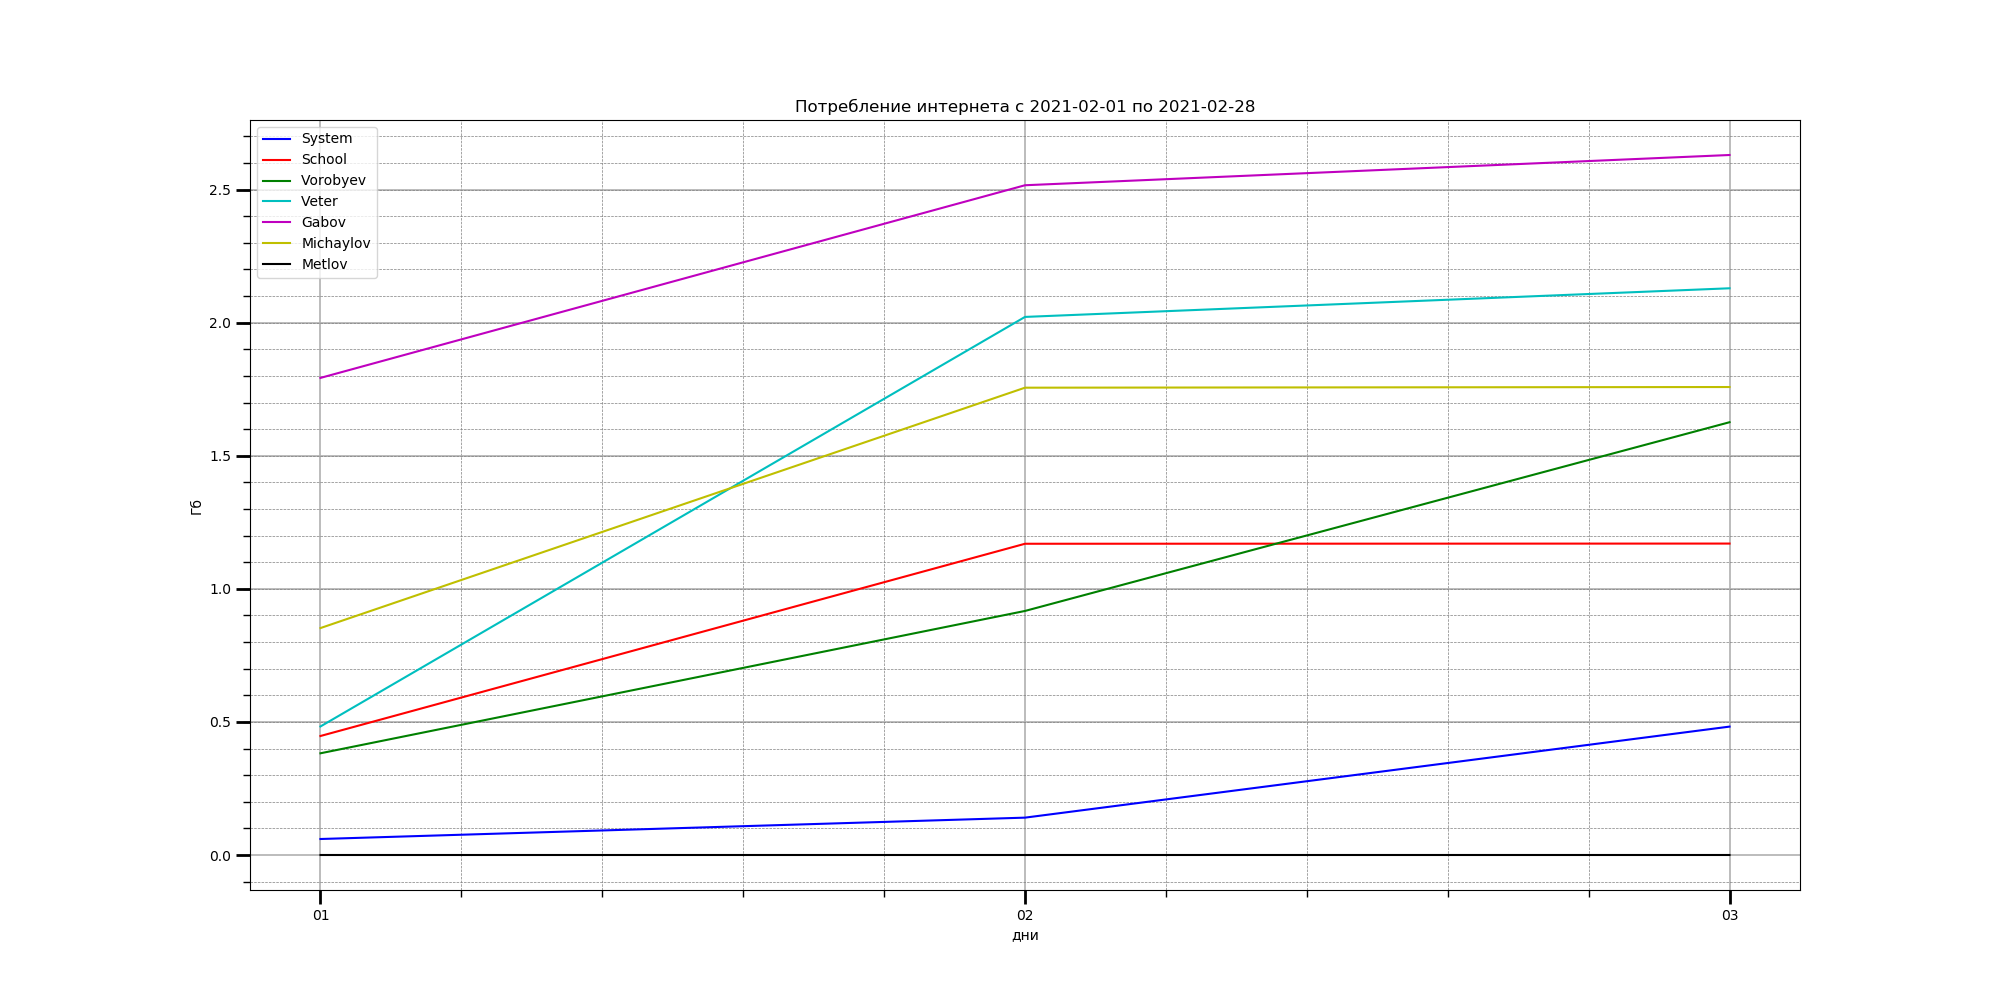 Потребление интернета с 2021-02-01 по 2021-02-28
System
School
Vorobyev
Veter
Gabov
Michaylov
Metlov
2.5
2.0
1.5
1.0
0.5
0.0
Гб
01 02 03
дни